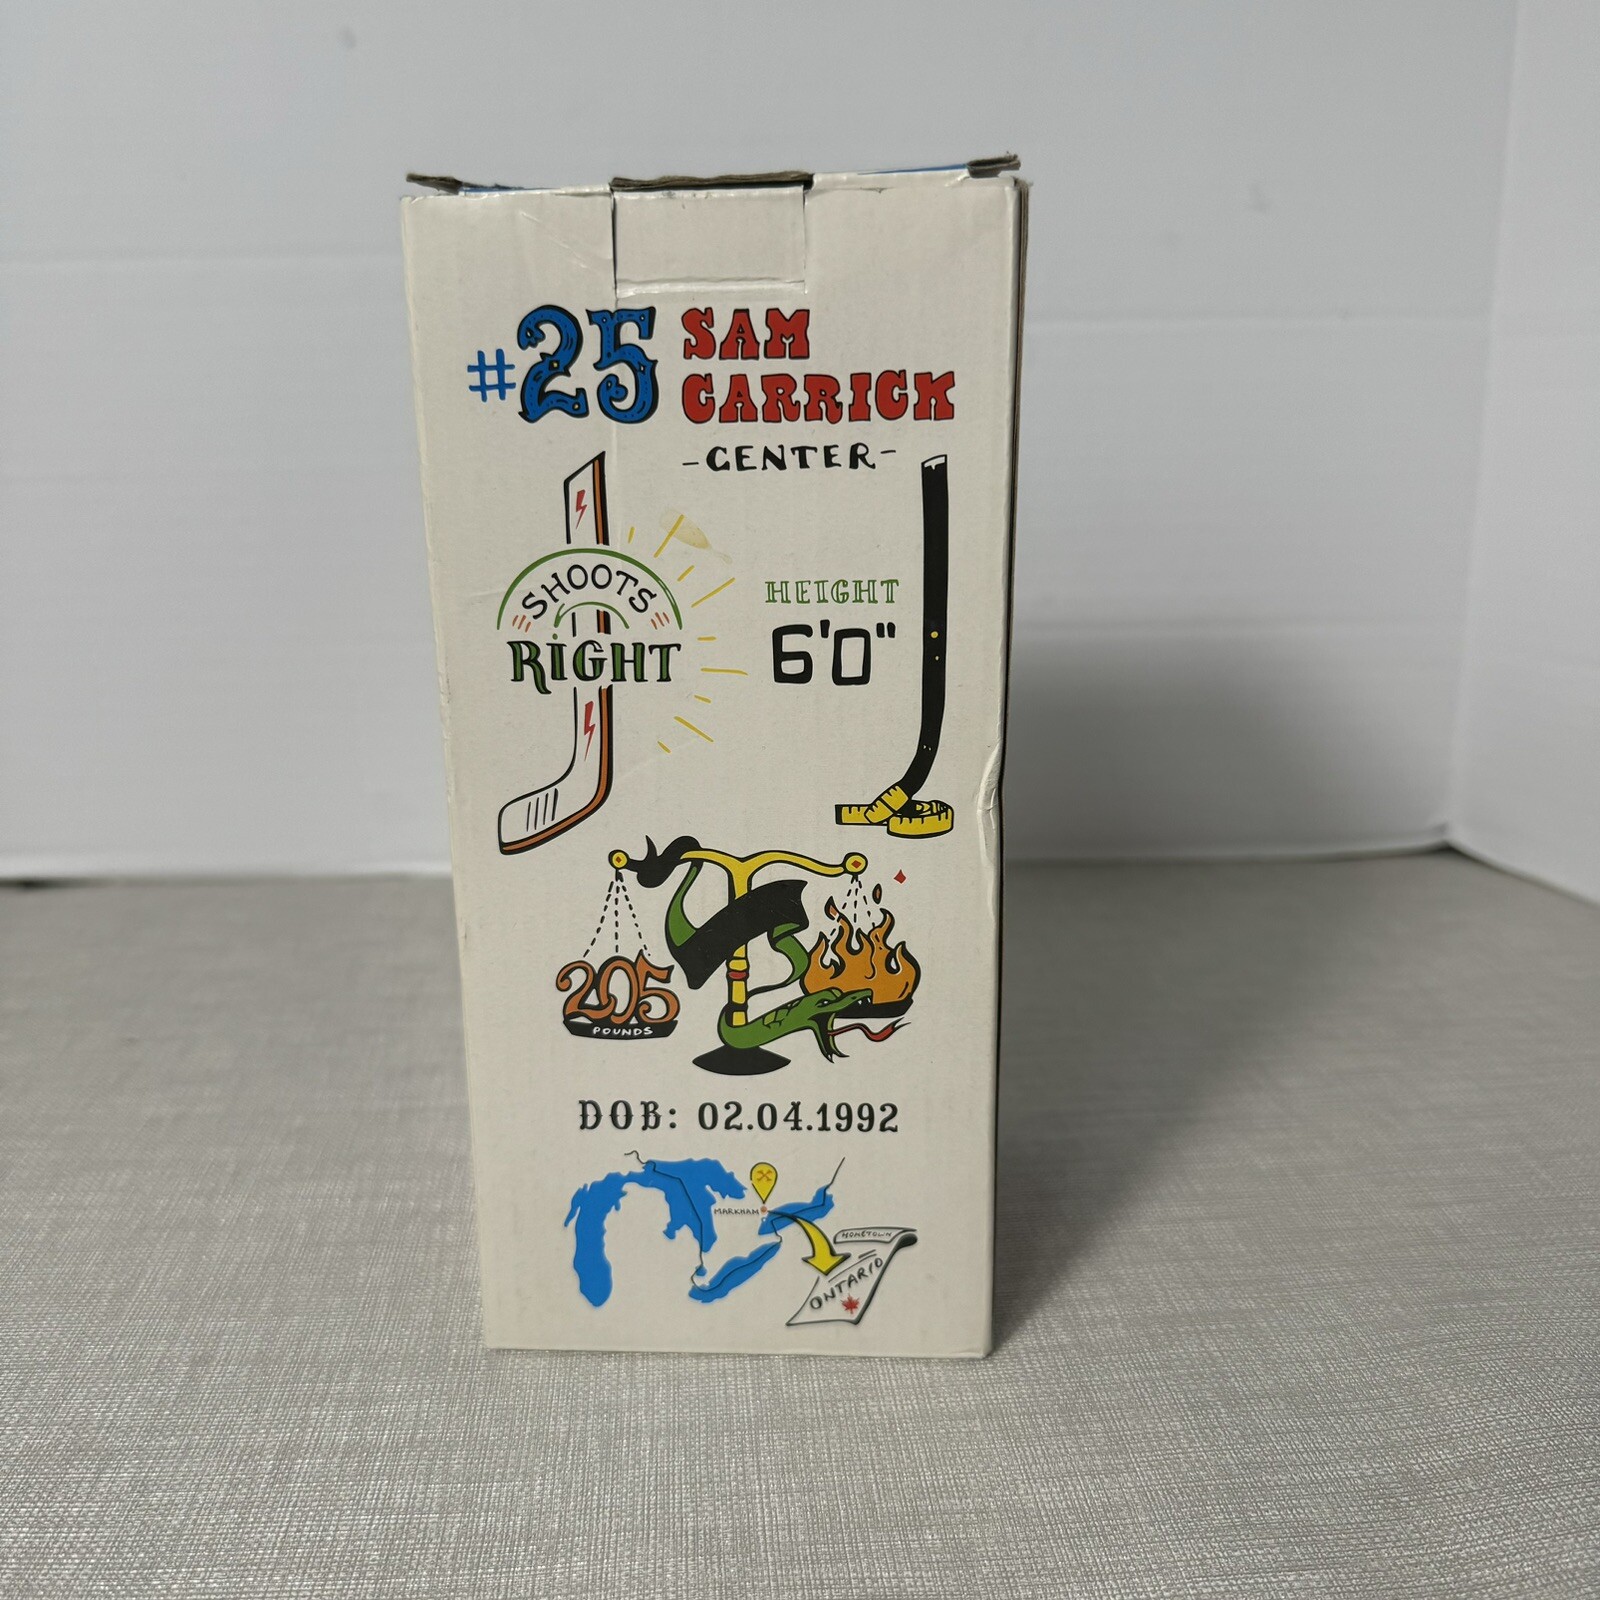 #25 SAM
CARRICK
-CENTER-
SHOOTS
RIGHT
HEIGHT
6'0"
205
POUNDS
DOB: 02.04.1992
MARKHAM
HOMETOWN
ONTARIO